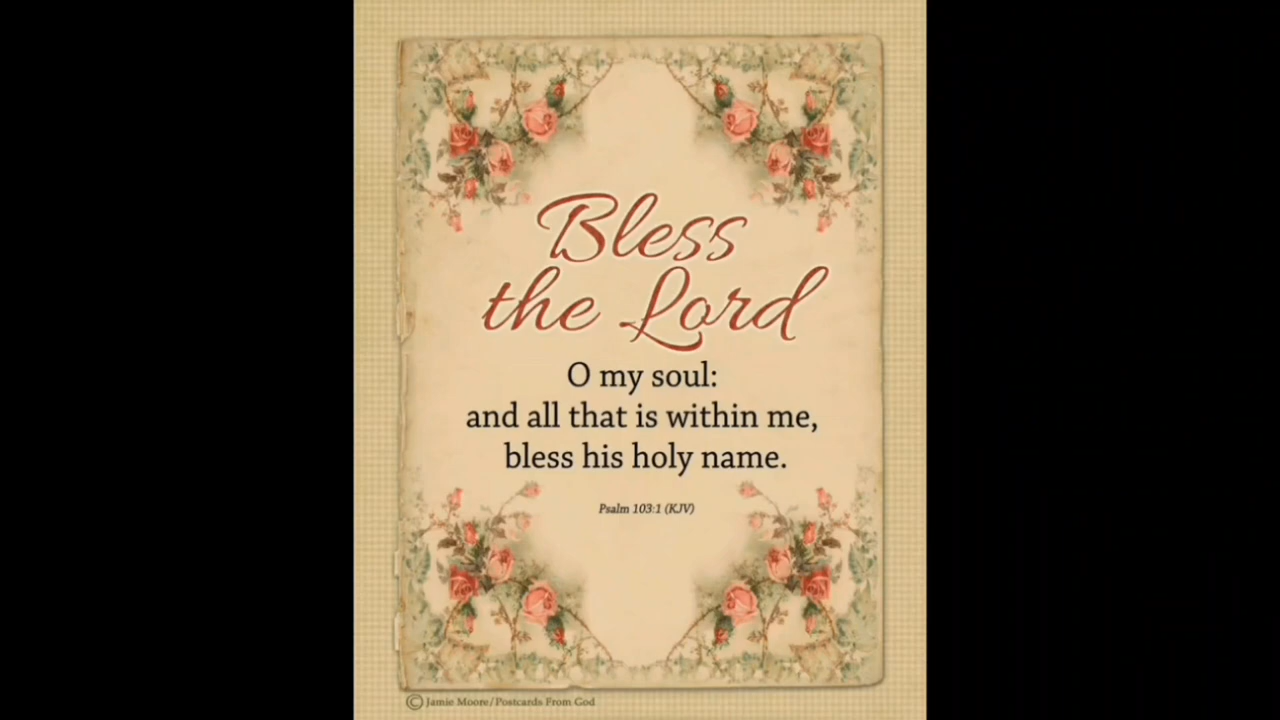 Bless
the Lord
O my soul:
and all that is within me,
bless his holy name.
Psalm 103:1 (KJV)
© Jamie Moore/Postcards From God